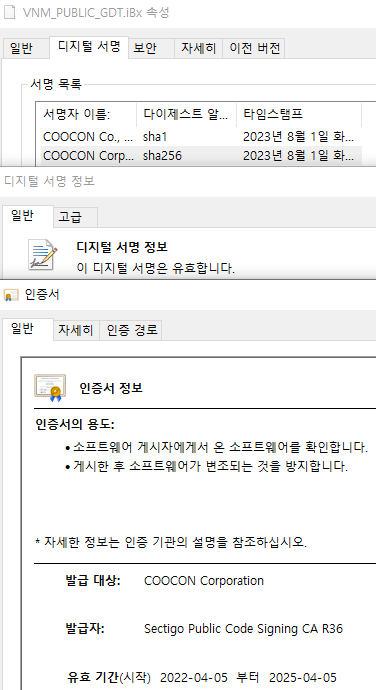 VNM_PUBLIC_GDT.iBx 속성
일반 디지털 서명 보안 자세히 이전 버전
서명 목록
서명자 이름: 다이제스트 알... 타임스탬프
COOCON Co., ... sha1 2023년 8월 1일 화...
COOCON Corp... sha256 2023년 8월 1일 화...
디지털 서명 정보
일반 고급
디지털 서명 정보
이 디지털 서명은 유효합니다.
인증서
일반 자세히 인증 경로
인증서 정보
인증서의 용도:
• 소프트웨어 게시자에게서 온 소프트웨어를 확인합니다.
• 게시한 후 소프트웨어가 변조되는 것을 방지합니다.
* 자세한 정보는 인증 기관의 설명을 참조하십시오.
발급 대상: COOCON Corporation
발급자: Sectigo Public Code Signing CA R36
유효 기간(시작) 2022-04-05 부터 2025-04-05